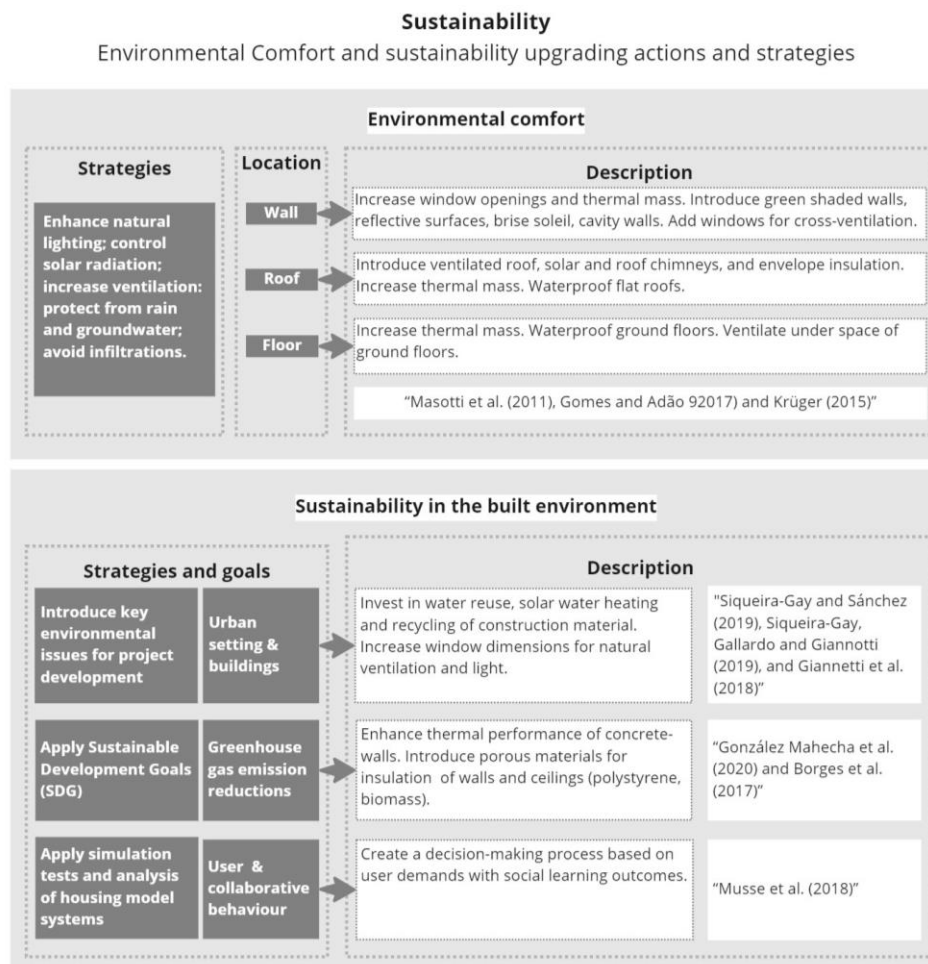 Sustainability
Environmental Comfort and sustainability upgrading actions and strategies
Environmental comfort
Strategies
Location
Description
Enhance natural
lighting; control
solar radiation;
increase ventilation:
protect from rain
and groundwater;
avoid infiltrations.
Wall
Increase window openings and thermal mass. Introduce green shaded walls,
reflective surfaces, brise soleil, cavity walls. Add windows for cross-ventilation.
Roof
Introduce ventilated roof, solar and roof chimneys, and envelope insulation.
Increase thermal mass. Waterproof flat roofs.
Floor
Increase thermal mass. Waterproof ground floors. Ventilate under space of
ground floors.
“Masotti et al. (2011), Gomes and Adão 92017) and Krüger (2015)”
Sustainability in the built environment
Strategies and goals
Description
Introduce key
environmental
issues for project
development
Urban
setting &
buildings
Invest in water reuse, solar water heating
and recycling of construction material.
Increase window dimensions for natural
ventilation and light.
"Siqueira-Gay and Sánchez
(2019), Siqueira-Gay,
Gallardo and Giannotti
(2019), and Giannetti et al.
(2018)”
Apply Sustainable
Development Goals
(SDG)
Greenhouse
gas emission
reductions
Enhance thermal performance of concrete-
walls. Introduce porous materials for
insulation of walls and ceilings (polystyrene,
biomass).
“González Mahecha et al.
(2020) and Borges et al.
(2017)”
Apply simulation
tests and analysis
of housing model
systems
User &
collaborative
behaviour
Create a decision-making process based on
user demands with social learning outcomes.
“Musse et al. (2018)”